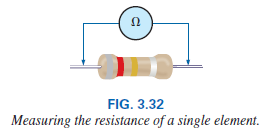 Ω
FIG. 3.32
Measuring the resistance of a single element.